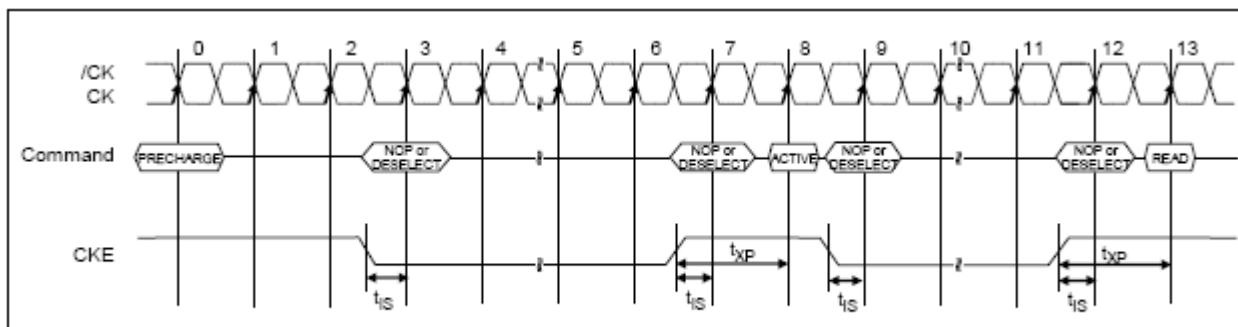 0 1 2 3 4 5 6 7 8 9 10 11 12 13
/CK
CK
Command
PRECHARGE
NOP or
DESELECT
NOP or
DESELECT
ACTIVE
NOP or
DESELECT
NOP or
DESELECT
READ
CKE
tIS
tIS
tXP
tIS
tIS
tXP